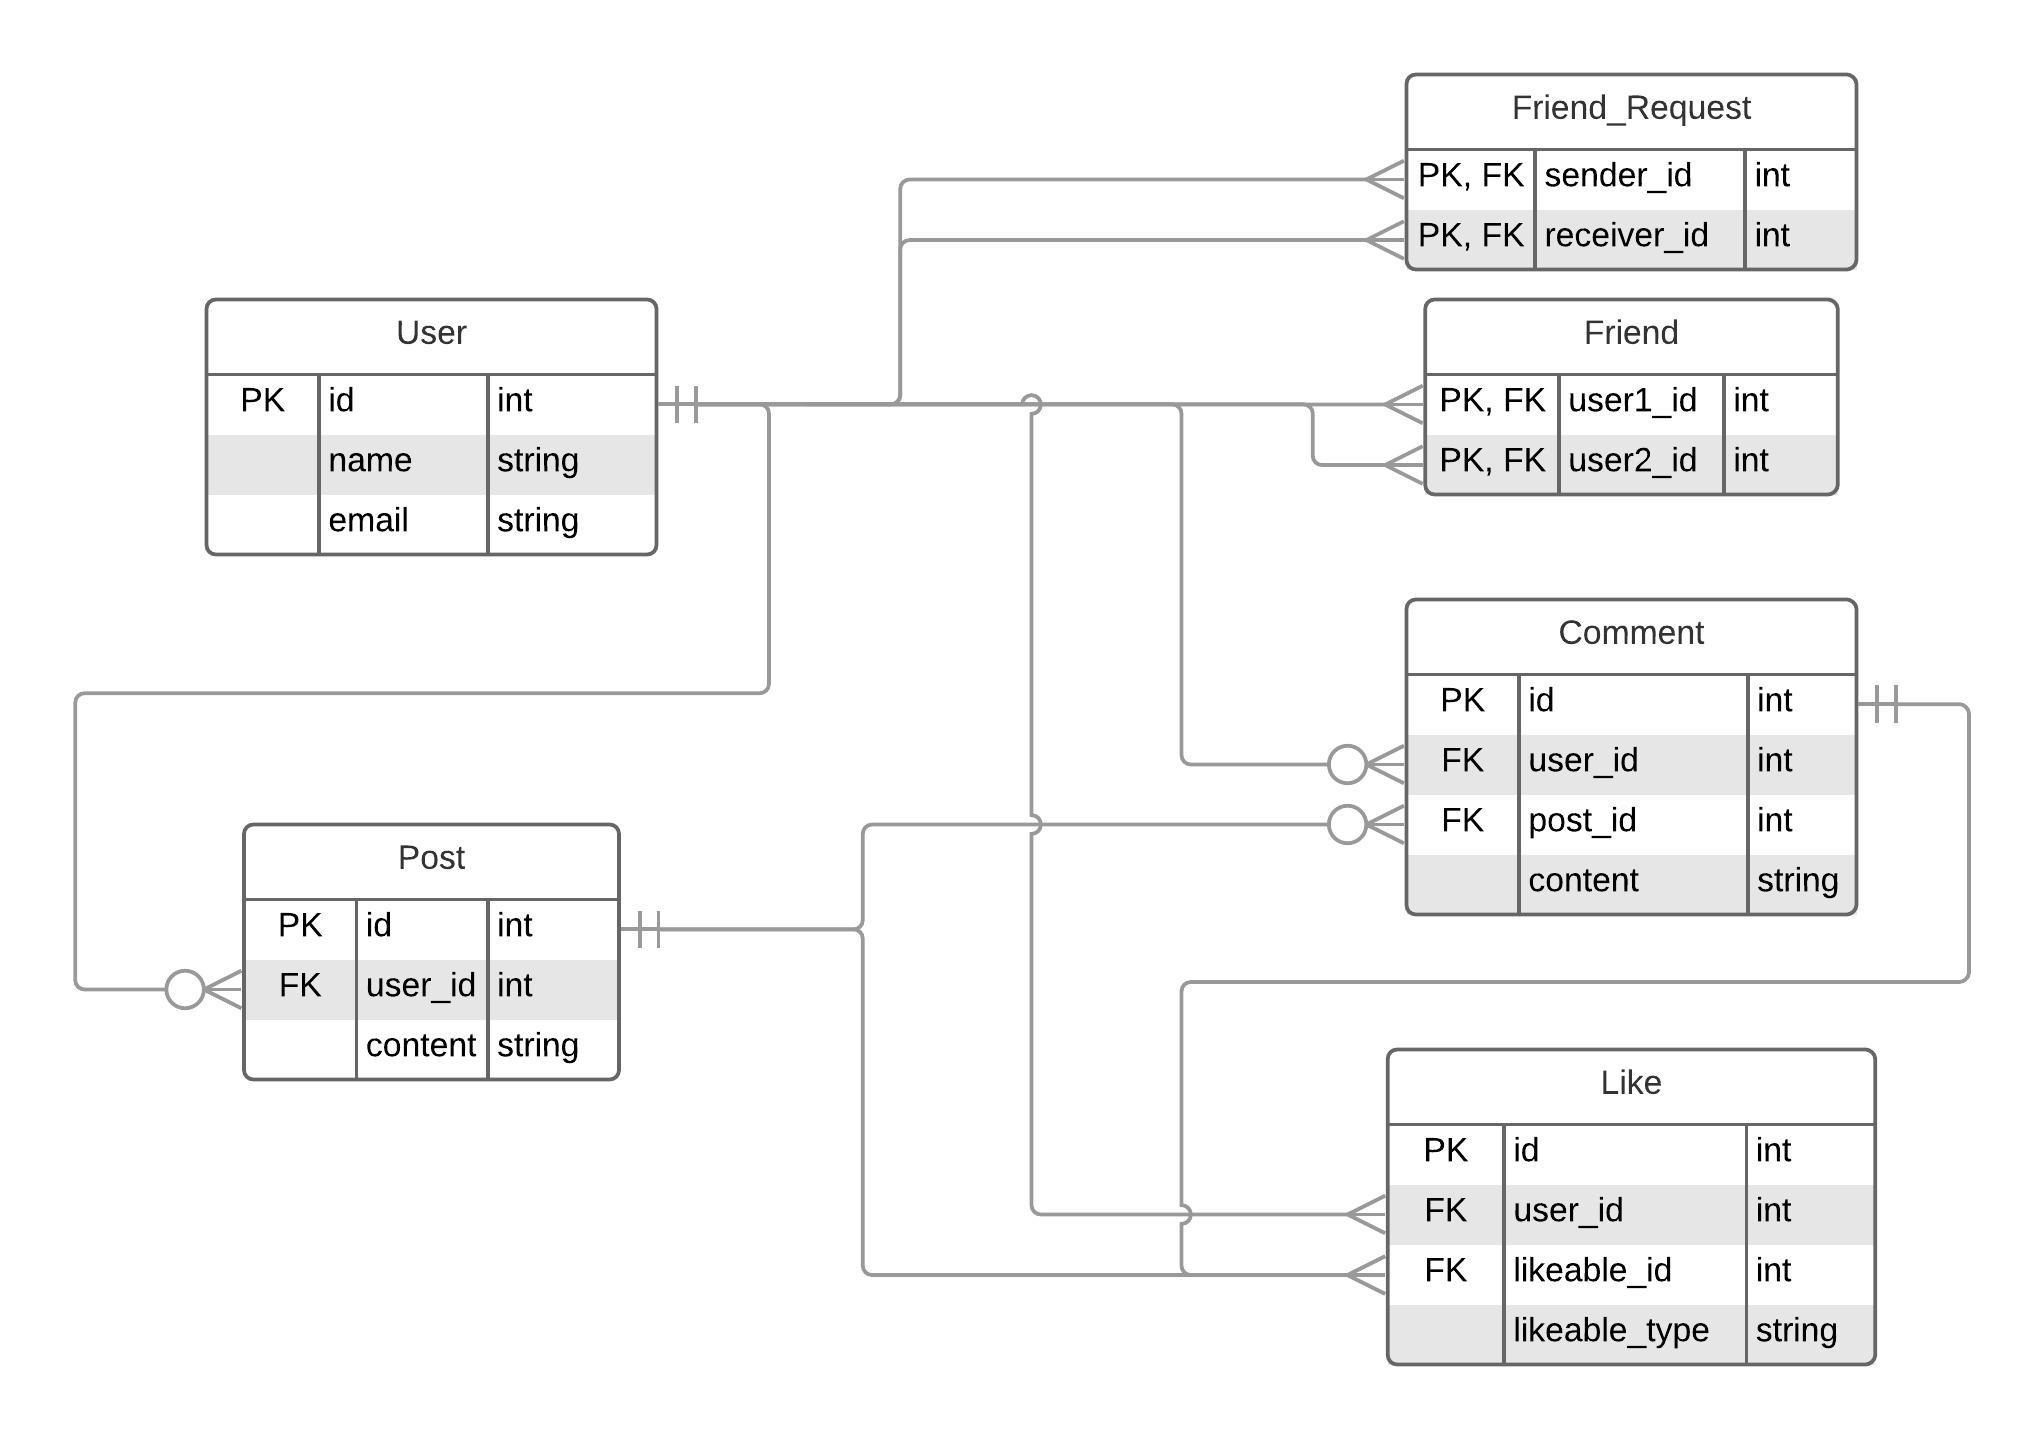 Friend_Request
PK, FK sender_id int
PK, FK receiver_id int
User
PK id int
name string
email string
Friend
PK, FK user1_id int
PK, FK user2_id int
Comment
PK id int
FK user_id int
FK post_id int
content string
Post
PK id int
FK user_id int
content string
Like
PK id int
FK user_id int
FK likeable_id int
likeable_type string